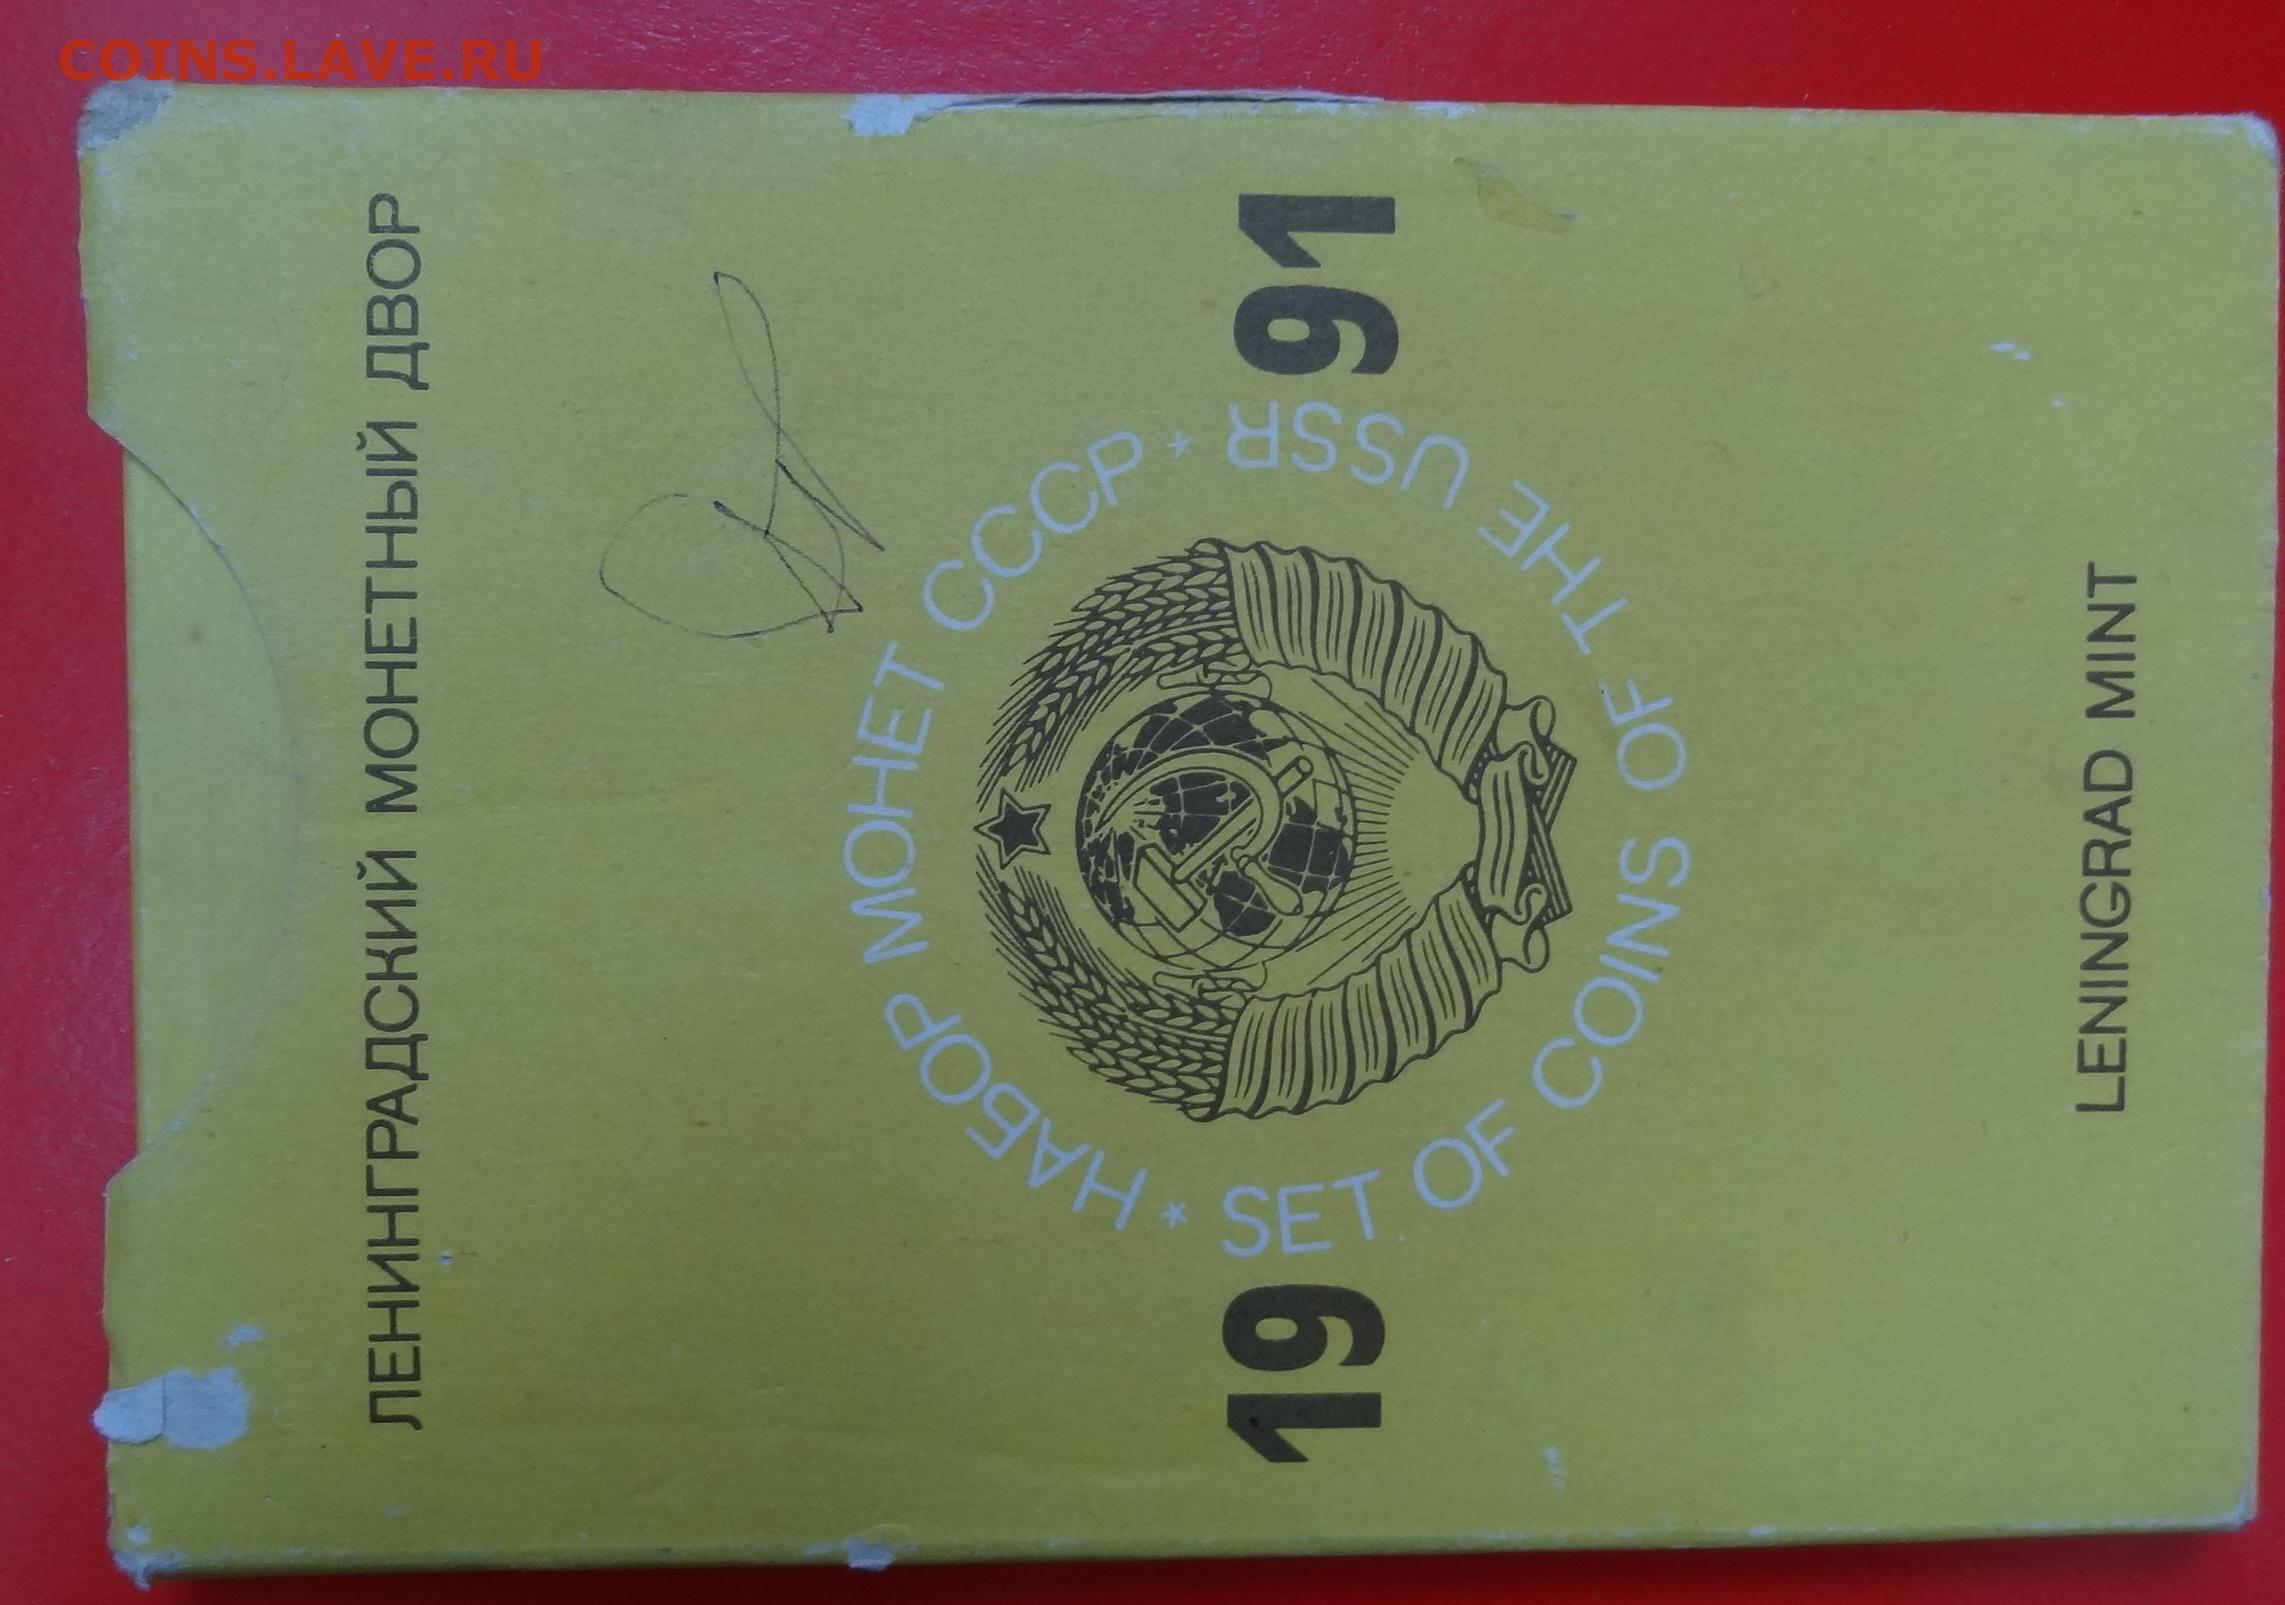 COINS.LAVE.RU
ЛЕНИНГРАДСКИЙ МОНЕТНЫЙ ДВОР
* НАБОР МОНЕТ СССР *
19 91
SET OF COINS OF THE USSR
LENINGRAD MINT